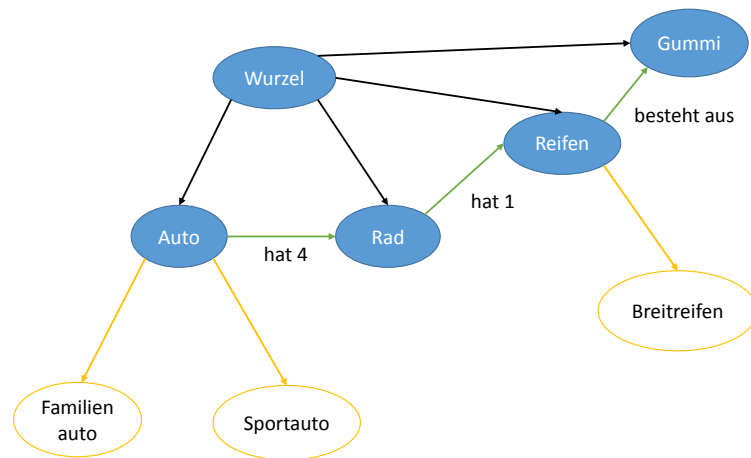 Gummi
Wurzel
besteht aus
Reifen
hat 1
Auto
Rad
hat 4
Breitreifen
Familien
auto
Sportauto